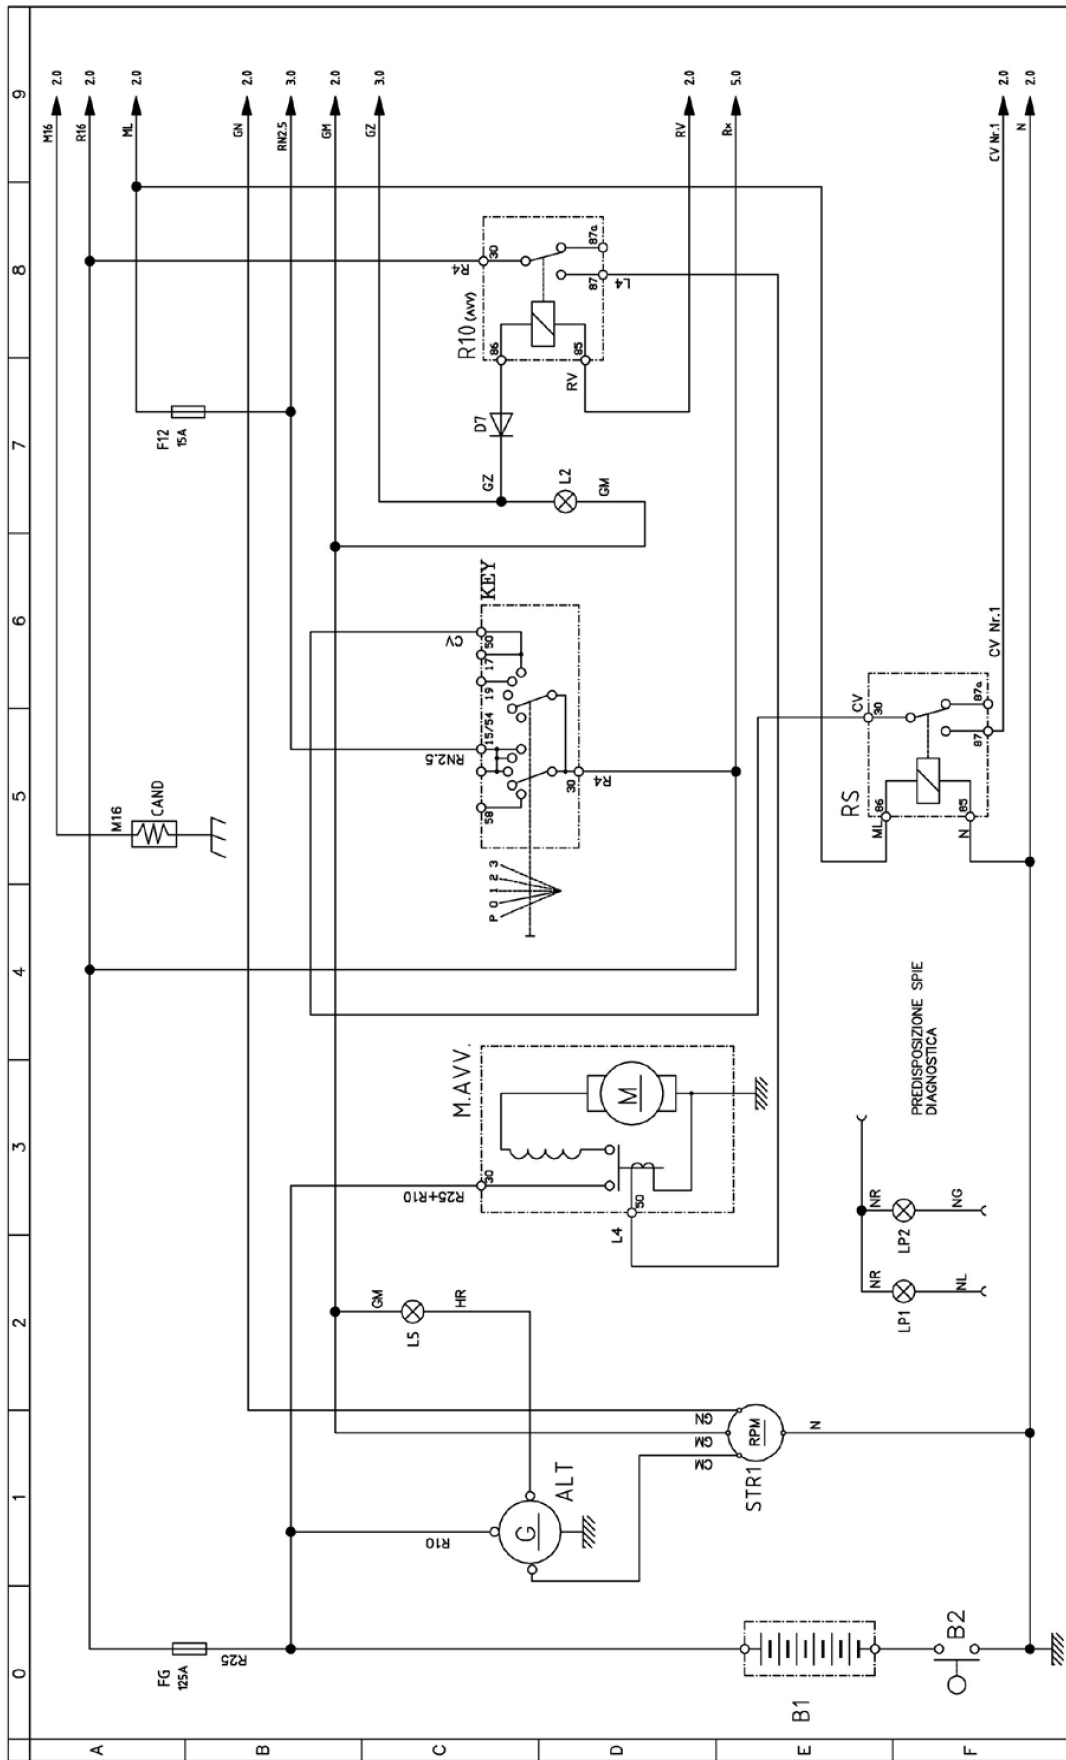 9
8
7
6
5
4
3
2
1
0
A
B
C
D
E
F
M16
2.0
R16
2.0
ML
2.0
GN
2.0
RN2.5
3.0
GM
2.0
GZ
3.0
RV
2.0
Rx
5.0
CV Nr.1
2.0
N
2.0
R4
30
87a
87
L4
R10 (AVV)
86
85
RV
F12
15A
D7
GZ
L2
GM
KEY
CV
50
17
19
15/54
RN2.5
30
R4
58
P 0 1 2 3
M16
CAND
CV Nr.1
CV
30
87a
87
RS
ML
86
85
N
M.AVV.
M
30
R25+R10
50
L4
PREDISPOSIZIONE SPIE
DIAGNOSTICA
NR
LP2
NG
NR
LP1
NL
GM
L5
HR
GN
GM
CM
RPM
N
STR1
ALT
G
R10
FG
125A
R25
B1
B2